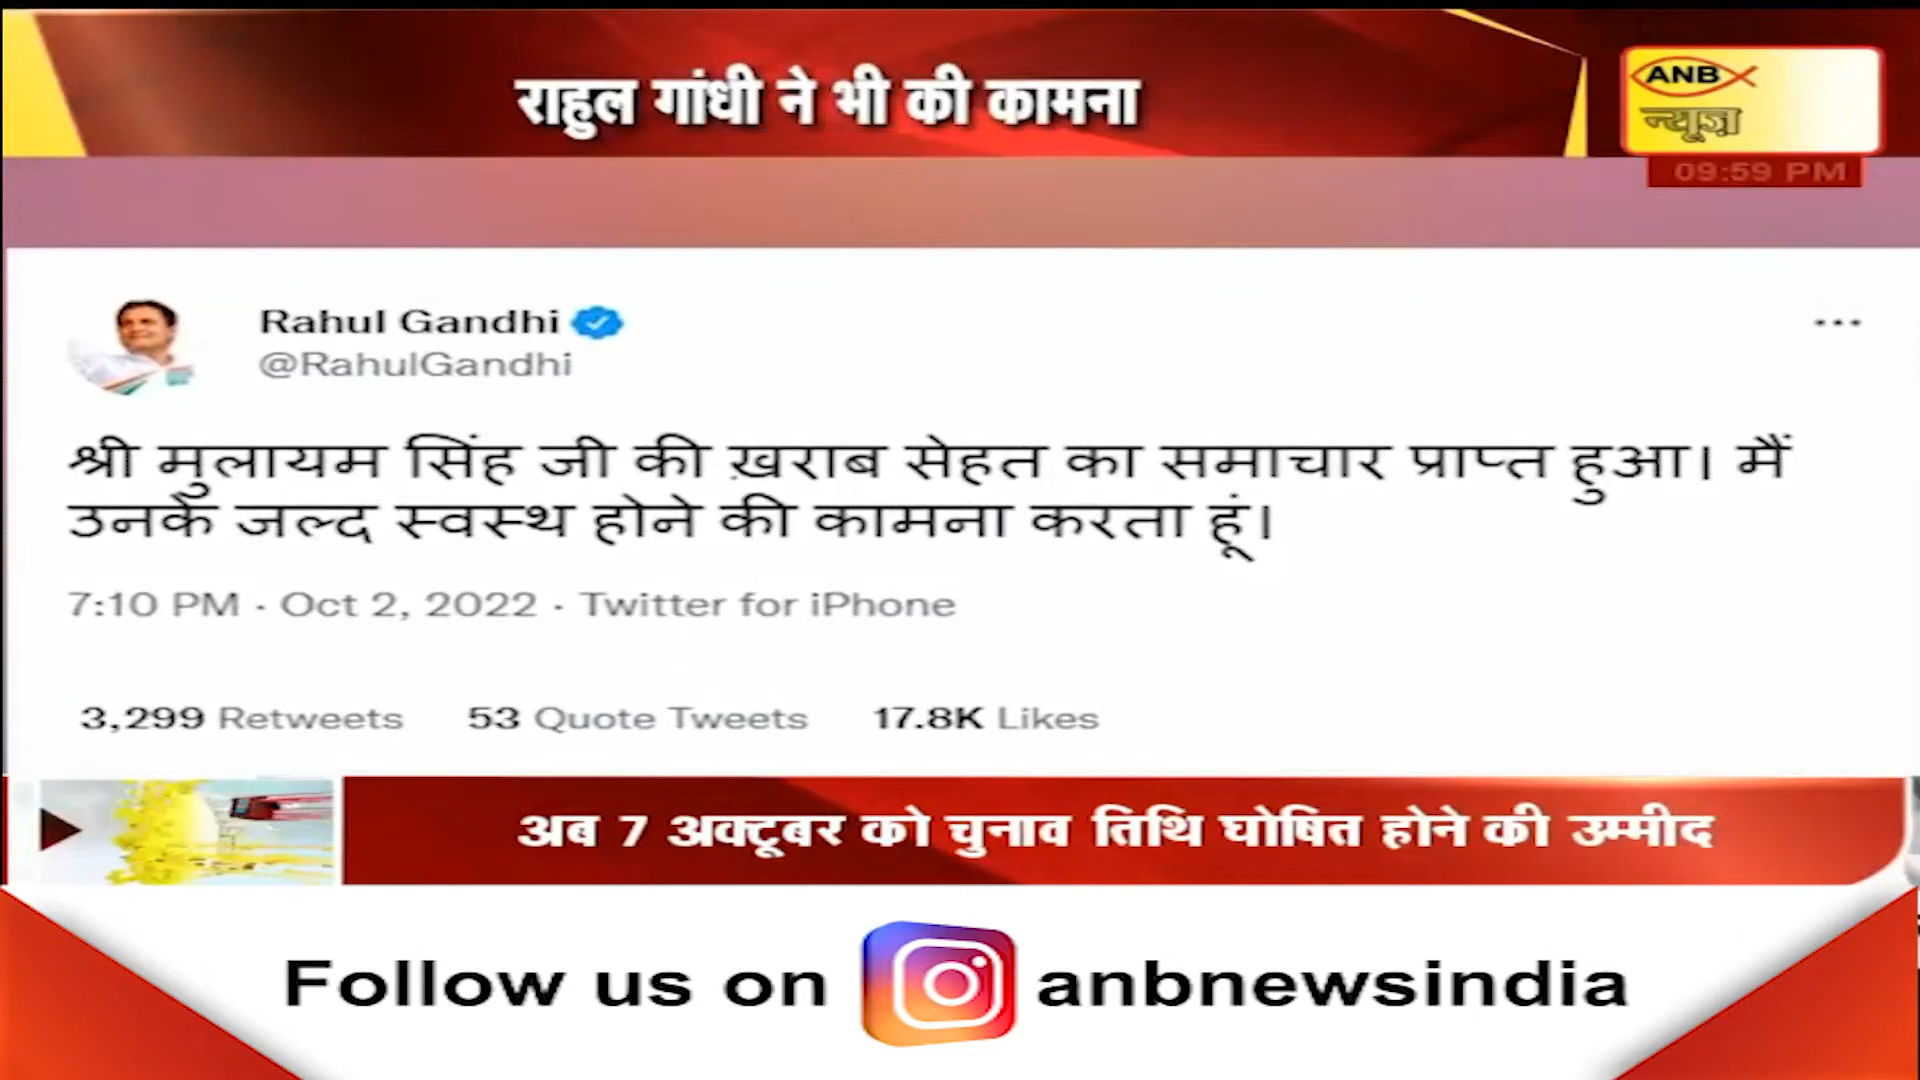 राहुल गांधी ने भी की कामना
ANB
न्यूज़
09:59 PM
Rahul Gandhi
@RahulGandhi
श्री मुलायम सिंह जी की ख़राब सेहत का समाचार प्राप्त हुआ। मैं
उनके जल्द स्वस्थ होने की कामना करता हूं।
7:10 PM · Oct 2, 2022 · Twitter for iPhone
3,299 Retweets 53 Quote Tweets 17.8K Likes
अब 7 अक्टूबर को चुनाव तिथि घोषित होने की उम्मीद
Follow us on anbnewsindia